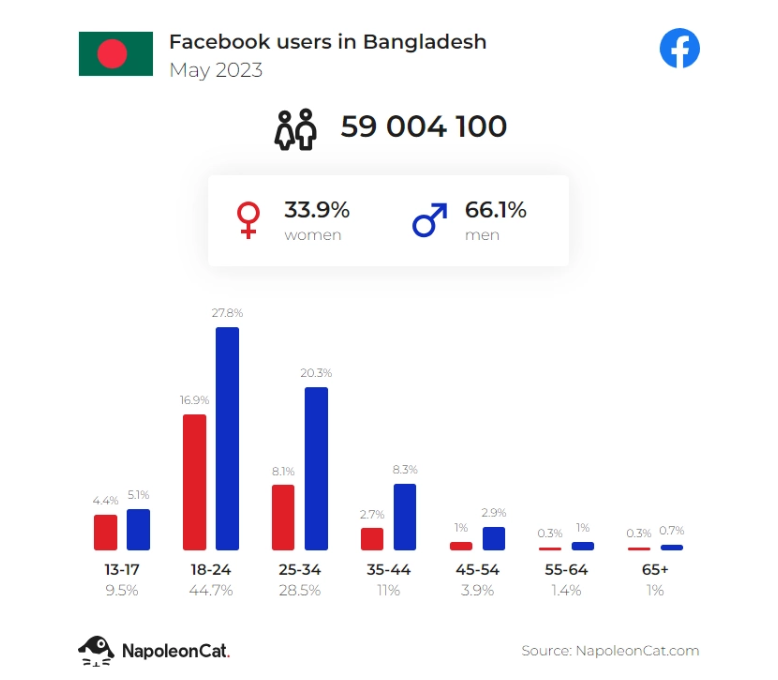 Facebook users in Bangladesh
May 2023
59 004 100
33.9% 66.1%
women men
27.8%
20.3%
16.9%
8.1% 8.3%
4.4% 5.1% 2.7% 1% 2.9% 0.3% 1% 0.3% 0.7%
13-17 18-24 25-34 35-44 45-54 55-64 65+
9.5% 44.7% 28.5% 11% 3.9% 1.4% 1%
NapoleonCat. Source: NapoleonCat.com